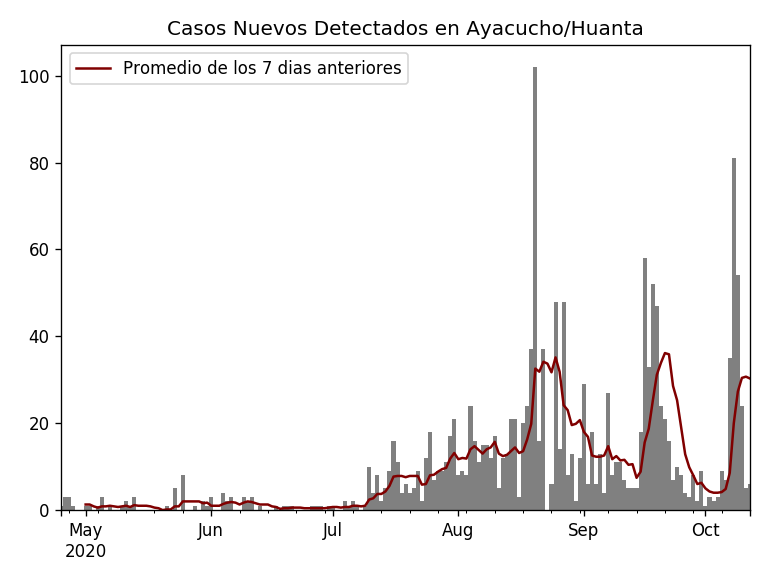 Casos Nuevos Detectados en Ayacucho/Huanta
Promedio de los 7 dias anteriores
100
80
60
40
20
0
May Jun Jul Aug Sep Oct
2020